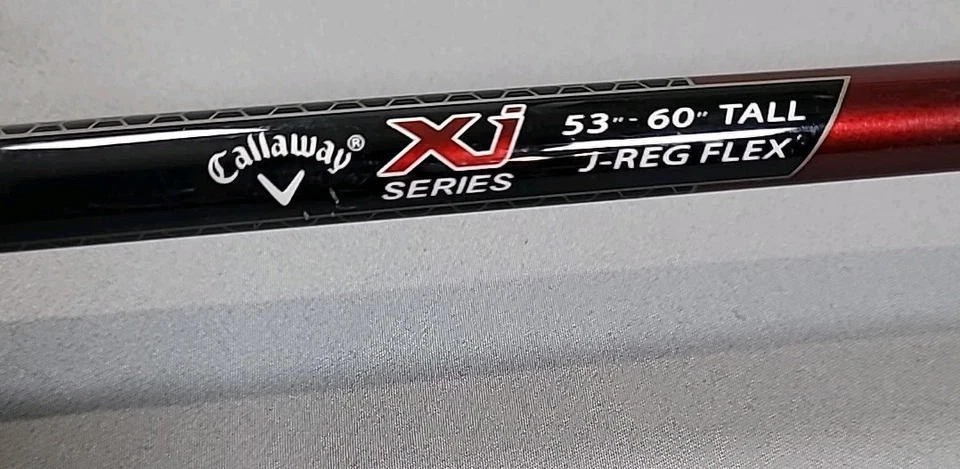 Callaway®
Xj
SERIES
53"- 60" TALL
J-REG FLEX